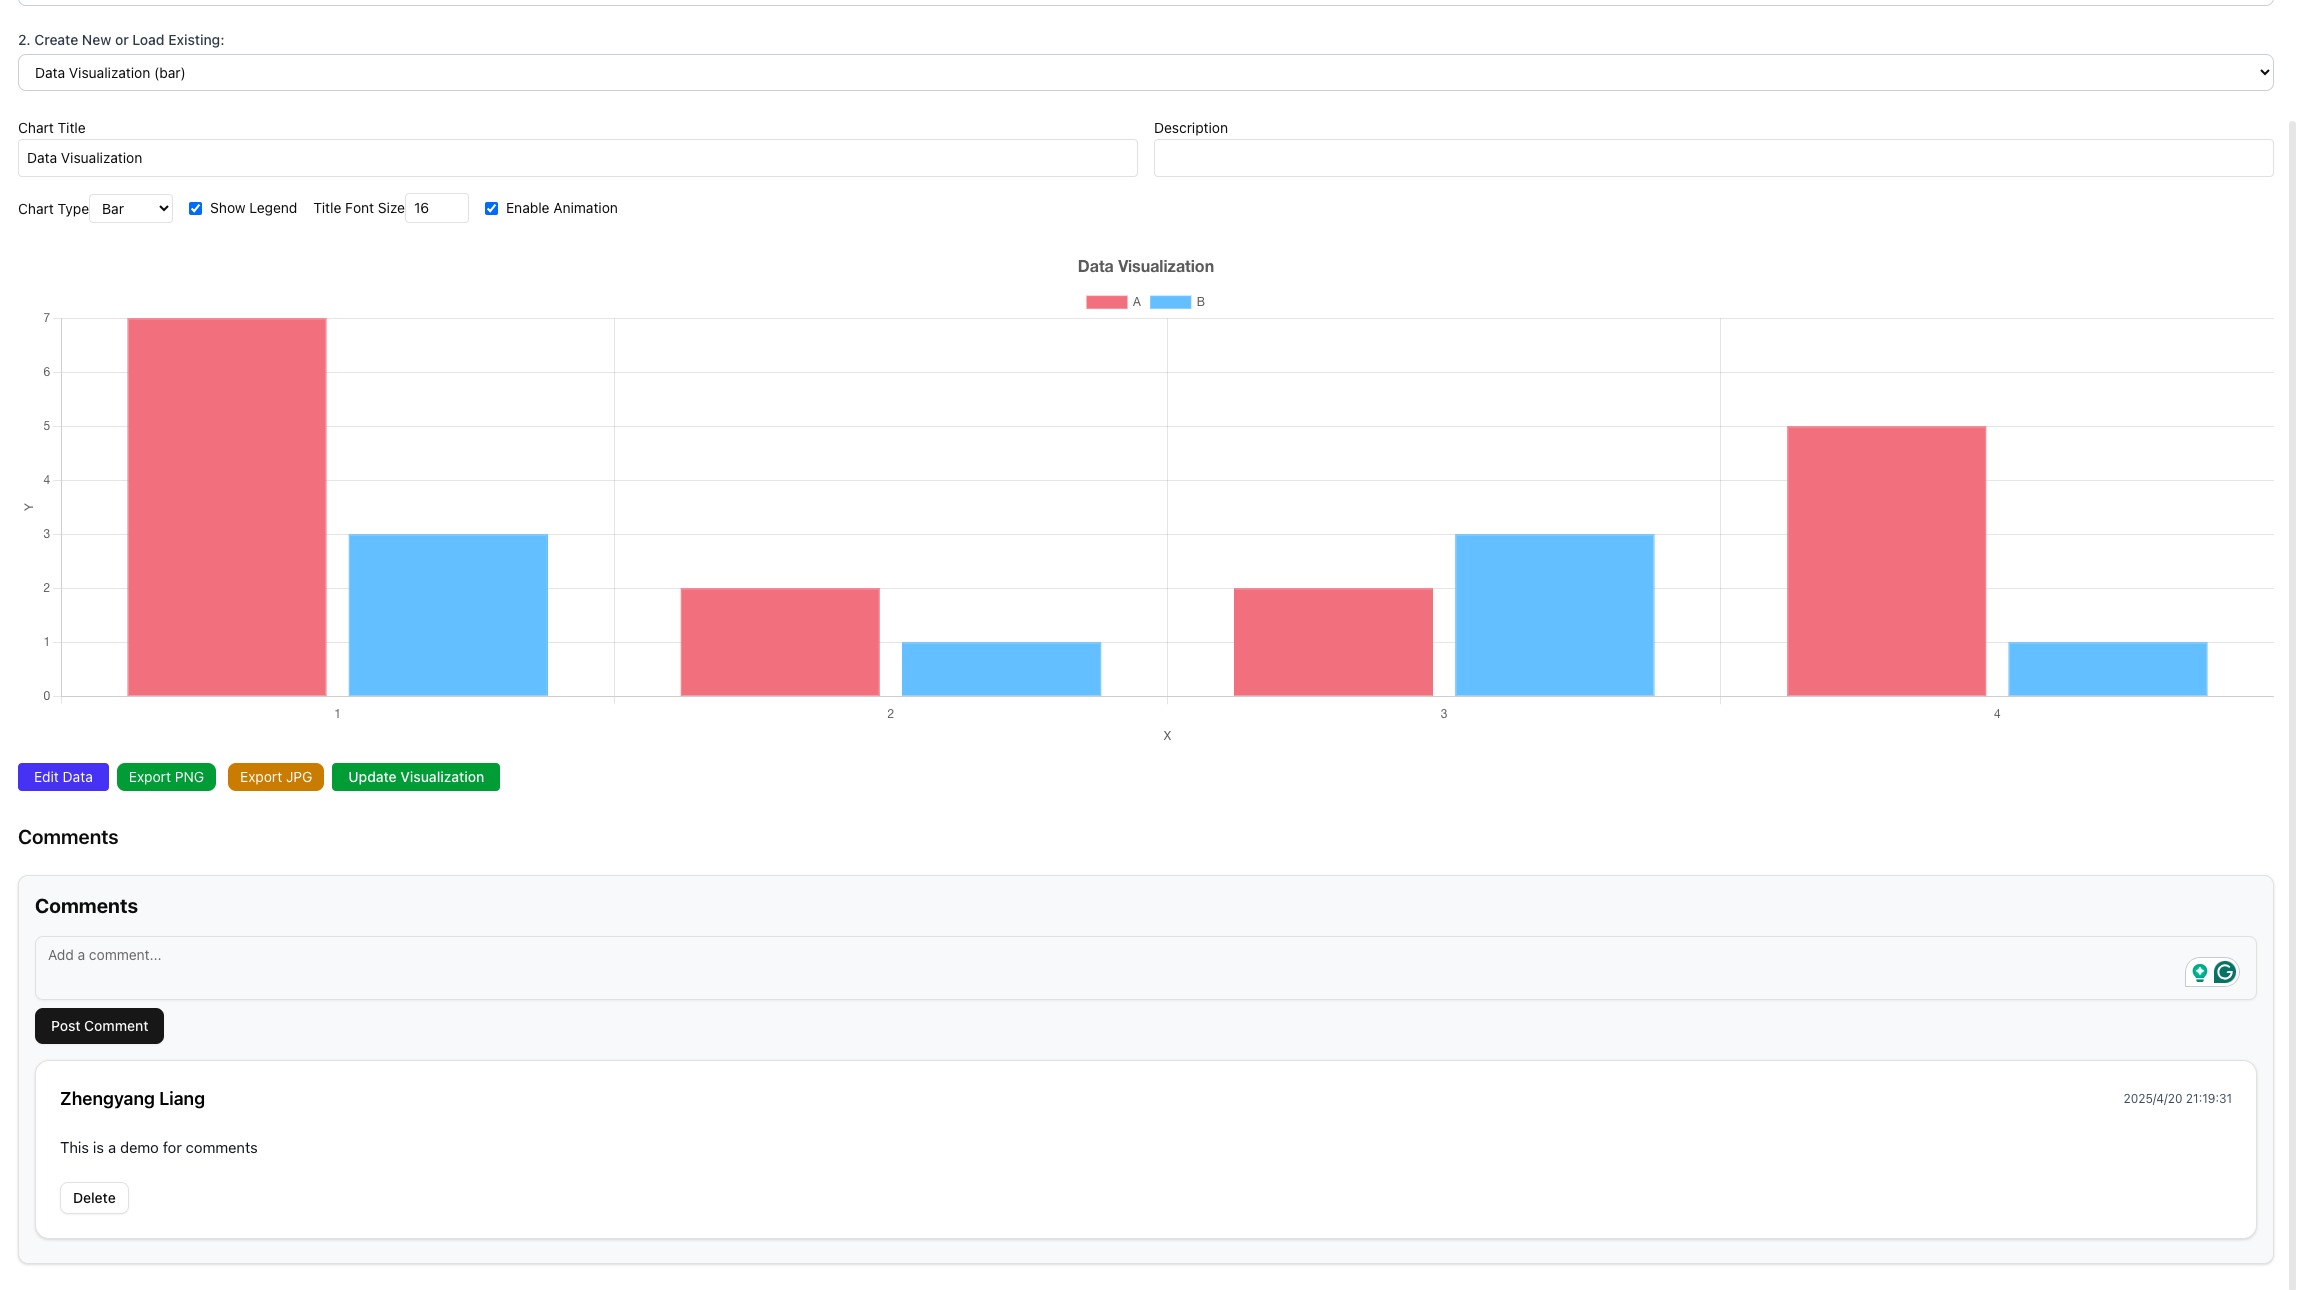 2. Create New or Load Existing:
Data Visualization (bar)
Chart Title
Description
Data Visualization
Chart Type Bar Show Legend Title Font Size 16 Enable Animation
Data Visualization
A B
7
6
5
4
Y
3
2
1
0
1 2 3 4
X
Edit Data Export PNG Export JPG Update Visualization
Comments
Comments
Add a comment...
G
Post Comment
Zhengyang Liang 2025/4/20 21:19:31
This is a demo for comments
Delete